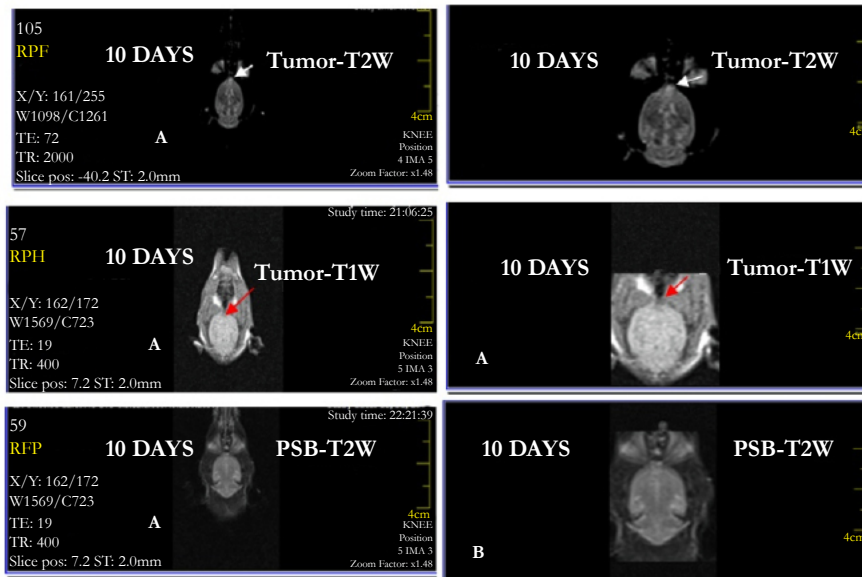 105
RPF
10 DAYS
Tumor-T2W
X/Y: 161/255
W1098/C1261
TE: 72
TR: 2000
Slice pos: -40.2 ST: 2.0mm
A
4cm
KNEE
Position
4 IMA 5
Zoom Factor: x1.48
10 DAYS
Tumor-T2W
4cm
Study time: 21:06:25
57
RPH
10 DAYS
Tumor-T1W
X/Y: 162/172
W1569/C723
TE: 19
TR: 400
Slice pos: 7.2 ST: 2.0mm
A
4cm
KNEE
Position
5 IMA 3
Zoom Factor: x1.48
10 DAYS
Tumor-T1W
4cm
A
Study time: 22:21:39
59
RFP
10 DAYS
PSB-T2W
X/Y: 162/172
W1569/C723
TE: 19
TR: 400
Slice pos: 7.2 ST: 2.0mm
A
4cm
KNEE
Position
5 IMA 3
Zoom Factor: x1.48
10 DAYS
PSB-T2W
4cm
B